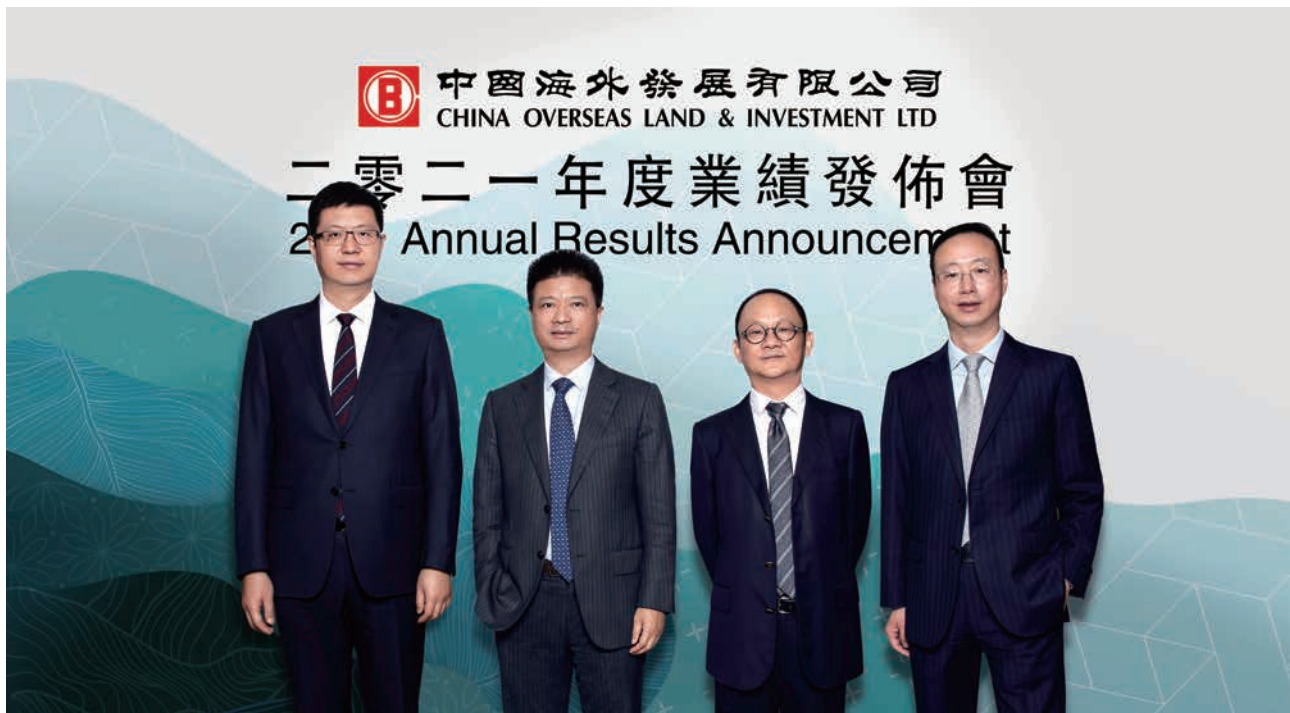 中國海外發展有限公司
CHINA OVERSEAS LAND & INVESTMENT LTD
二零二一年度業績發佈會
Annual Results Announcement